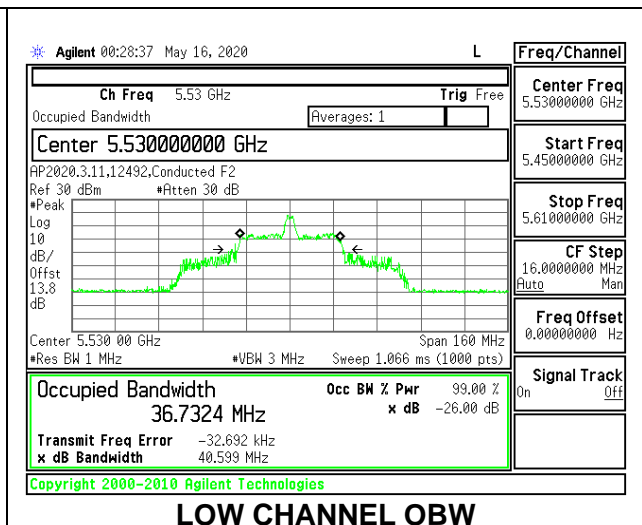 Agilent 00:28:37 May 16, 2020 L
Freq/Channel
Ch Freq 5.53 GHz Trig Free
Occupied Bandwidth Averages: 1
Center 5.530000000 GHz
AP2020.3.11,12492,Conducted F2
Ref 30 dBm #Atten 30 dB
#Peak
Log
10
dB/
Offst
13.8
dB
Center 5.530 00 GHz Span 160 MHz
#Res BW 1 MHz #VBW 3 MHz Sweep 1.066 ms (1000 pts)
Occupied Bandwidth Occ BW % Pwr 99.00 %
36.7324 MHz x dB -26.00 dB
Transmit Freq Error -32.692 kHz
x dB Bandwidth 40.599 MHz
Center Freq
5.53000000 GHz
Start Freq
5.45000000 GHz
Stop Freq
5.61000000 GHz
CF Step
16.0000000 MHz
Auto Man
Freq Offset
0.00000000 Hz
Signal Track
On Off
Copyright 2000-2010 Agilent Technologies
LOW CHANNEL OBW